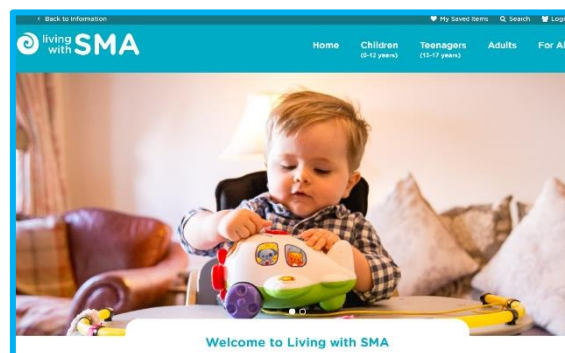 Back to Information
My Saved Items
Search
living
with SMA
Home
Children
(0-12 years)
Teenagers
(13-17 years)
Adults
Welcome to Living with SMA